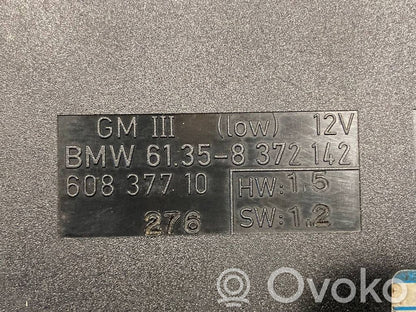 GM III (low) 12V
BMW 61.35-8 372 142
608 377 10 HW: 1.5
276 SW: 1.2
Ovoko